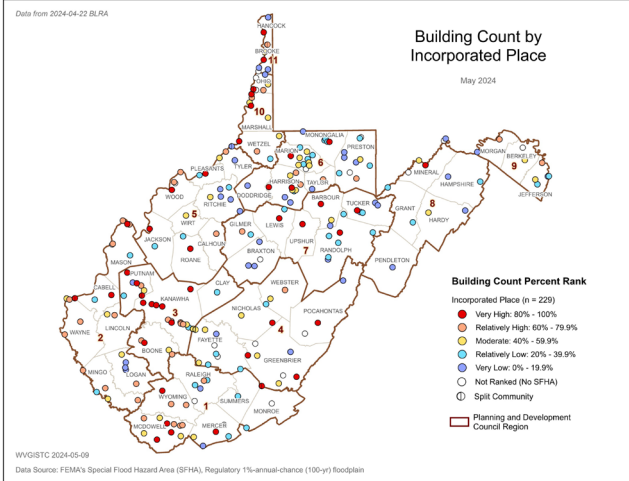 Data from 2024-04-22 BLRA
Building Count by
Incorporated Place
May 2024
HANCOCK
BROOKE
11
OHIO
10
MARSHALL
WETZEL
MONONGALIA
MARION
PRESTON
6
MORGAN
BERKELEY
9
JEFFERSON
MINERAL
HAMPSHIRE
PLEASANTS
TYLER
TAYLOR
HARRISON
DODDRIDGE
WOOD
RITCHIE
BARBOUR
TUCKER
GRANT
8
HARDY
5
WIRT
GILMER
LEWIS
JACKSON
CALHOUN
UPSHUR
7
RANDOLPH
BRAXTON
ROANE
PENDLETON
MASON
PUTNAM
CLAY
WEBSTER
CABELL
KANAWHA
NICHOLAS
POCAHONTAS
3
WAYNE
LINCOLN
2
4
FAYETTE
BOONE
GREENBRIER
MINGO
LOGAN
RALEIGH
WYOMING
SUMMERS
1
MONROE
MCDOWELL
MERCER
Building Count Percent Rank
Incorporated Place (n = 229)
Very High: 80% - 100%
Relatively High: 60% - 79.9%
Moderate: 40% - 59.9%
Relatively Low: 20% - 39.9%
Very Low: 0% - 19.9%
Not Ranked (No SFHA)
Split Community
Planning and Development
Council Region
WVGISTC 2024-05-09
Data Source: FEMA's Special Flood Hazard Area (SFHA), Regulatory 1%-annual-chance (100-yr) floodplain